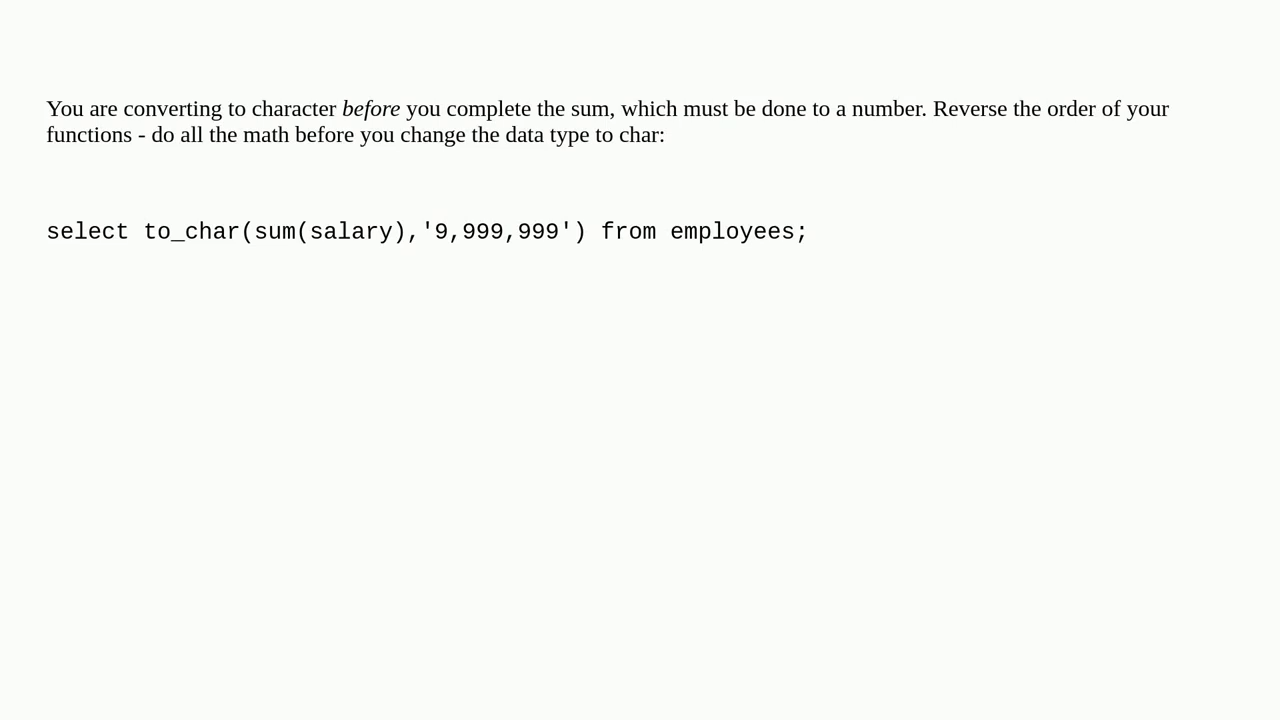 You are converting to character before you complete the sum, which must be done to a number. Reverse the order of your
functions - do all the math before you change the data type to char:
select to_char(sum(salary),'9,999,999') from employees;